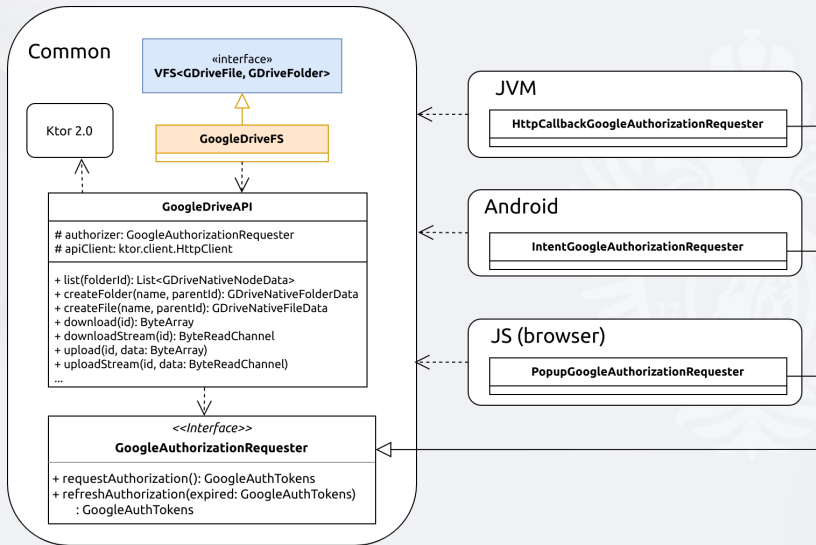 Common
«interface»
VFS<GDriveFile, GDriveFolder>
Ktor 2.0
GoogleDriveFS
GoogleDriveAPI
# authorizer: GoogleAuthorizationRequester
# apiClient: ktor.client.HttpClient
+ list(folderId): List<GDriveNativeNodeData>
+ createFolder(name, parentId): GDriveNativeFolderData
+ createFile(name, parentId): GDriveNativeFileData
+ download(id): ByteArray
+ downloadStream(id): ByteReadChannel
+ upload(id, data: ByteArray)
+ uploadStream(id, data: ByteReadChannel)
...
<<Interface>>
GoogleAuthorizationRequester
+ requestAuthorization(): GoogleAuthTokens
+ refreshAuthorization(expired: GoogleAuthTokens)
: GoogleAuthTokens
JVM
HttpCallbackGoogleAuthorizationRequester
Android
IntentGoogleAuthorizationRequester
JS (browser)
PopupGoogleAuthorizationRequester